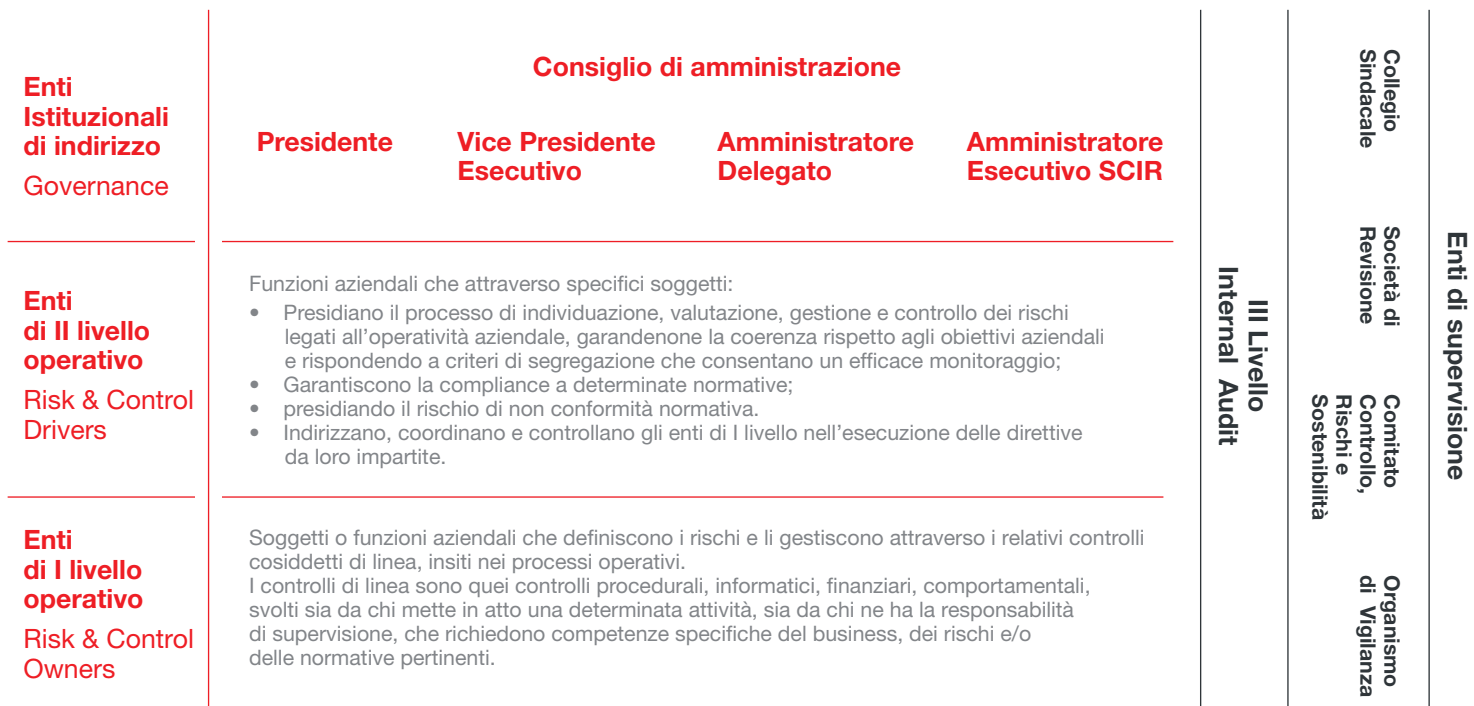 Enti
Istituzionali
di indirizzo
Governance
Consiglio di amministrazione
Presidente
Vice Presidente
Esecutivo
Amministratore
Delegato
Amministratore
Esecutivo SCIR
Enti
di II livello
operativo
Risk & Control
Drivers
Funzioni aziendali che attraverso specifici soggetti:
• Presidiano il processo di individuazione, valutazione, gestione e controllo dei rischi
legati all’operatività aziendale, garandenone la coerenza rispetto agli obiettivi aziendali
e rispondendo a criteri di segregazione che consentano un efficace monitoraggio;
• Garantiscono la compliance a determinate normative;
• presidiando il rischio di non conformità normativa.
• Indirizzano, coordinano e controllano gli enti di I livello nell’esecuzione delle direttive
da loro impartite.
Enti
di I livello
operativo
Risk & Control
Owners
Soggetti o funzioni aziendali che definiscono i rischi e li gestiscono attraverso i relativi controlli
cosiddetti di linea, insiti nei processi operativi.
I controlli di linea sono quei controlli procedurali, informatici, finanziari, comportamentali,
svolti sia da chi mette in atto una determinata attività, sia da chi ne ha la responsabilità
di supervisione, che richiedono competenze specifiche del business, dei rischi e/o
delle normative pertinenti.
III Livello
Internal Audit
Collegio
Sindacale
Società di
Revisione
Comitato
Controllo,
Rischi e
Sostenibilità
Organismo
di Vigilanza
Enti di supervisione